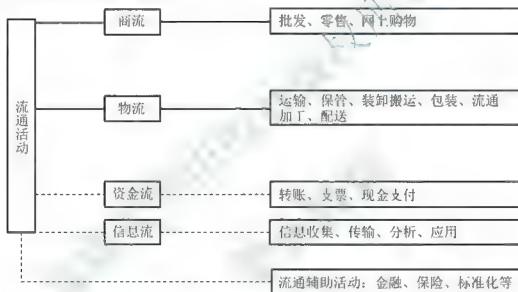 商流
批发、零售、网上购物
流通活动
物流
运输、保管、装卸搬运、包装、流通
加工、配送
资金流
转账、支票、现金支付
信息流
信息收集、传输、分析、应用
流通辅助活动：金融、保险、标准化等